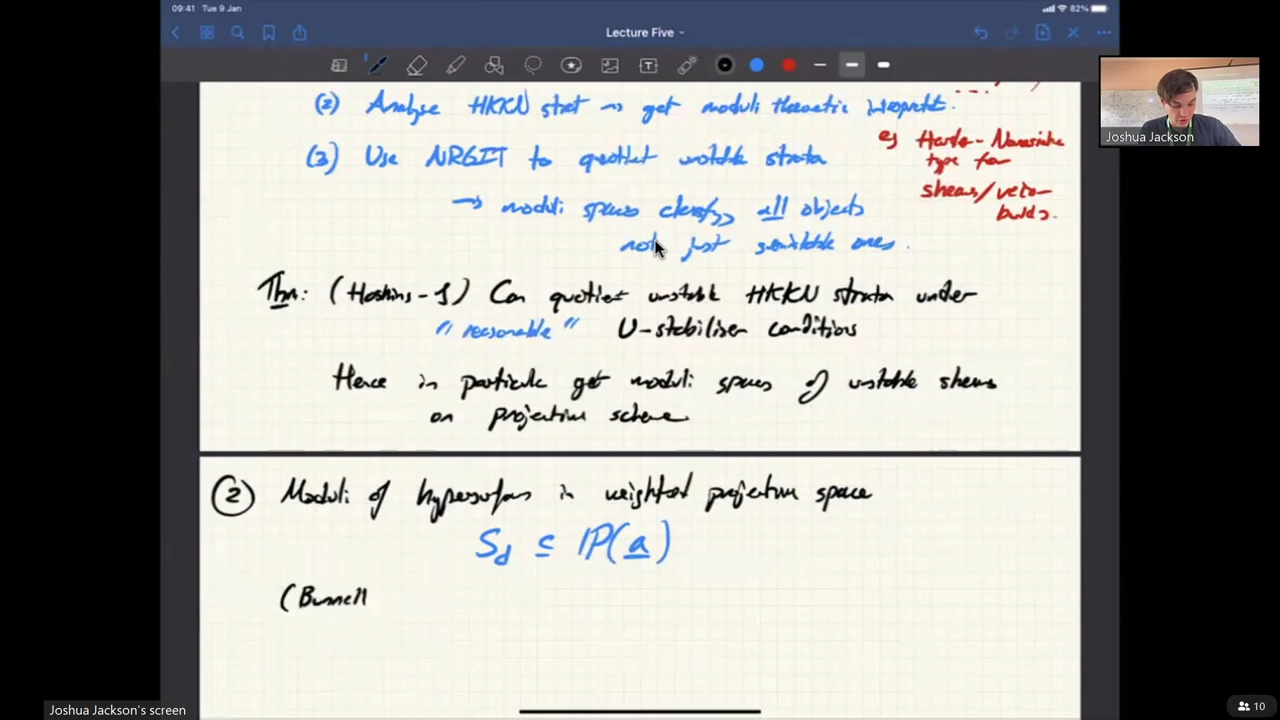 09:41 Tue 9 Jan
82%
Lecture Five
Joshua Jackson
(2) Analyse HKKN strat → get moduli theoretic interpret.
(3) Use NRGIT to quotient unstable strata
eg Harder-Narasimhan
type for
sheaves/vector
bundles.
→ moduli spaces classify all objects
not just semistable ones.
Thm: (Hoskins-J) Can quotient unstable HKKN strata under
"reasonable" U-stabiliser conditions
Hence in particular get moduli spaces of unstable sheaves
on projective scheme.
② Moduli of hypersurfaces in weighted projective space
S_d ⊆ IP(a)
(Bunnett
10
Joshua Jackson's screen